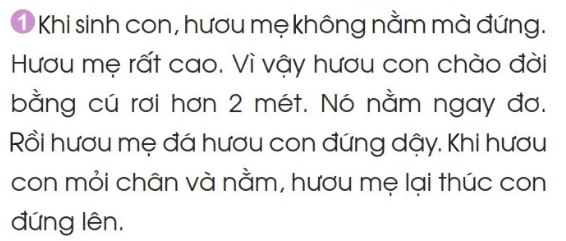 1 Khi sinh con, hươu mẹ không nằm mà đứng.
Hươu mẹ rất cao. Vì vậy hươu con chào đời
bằng cú rơi hơn 2 mét. Nó nằm ngay đơ.
Rồi hươu mẹ đá hươu con đứng dậy. Khi hươu
con mỏi chân và nằm, hươu mẹ lại thúc con
đứng lên.